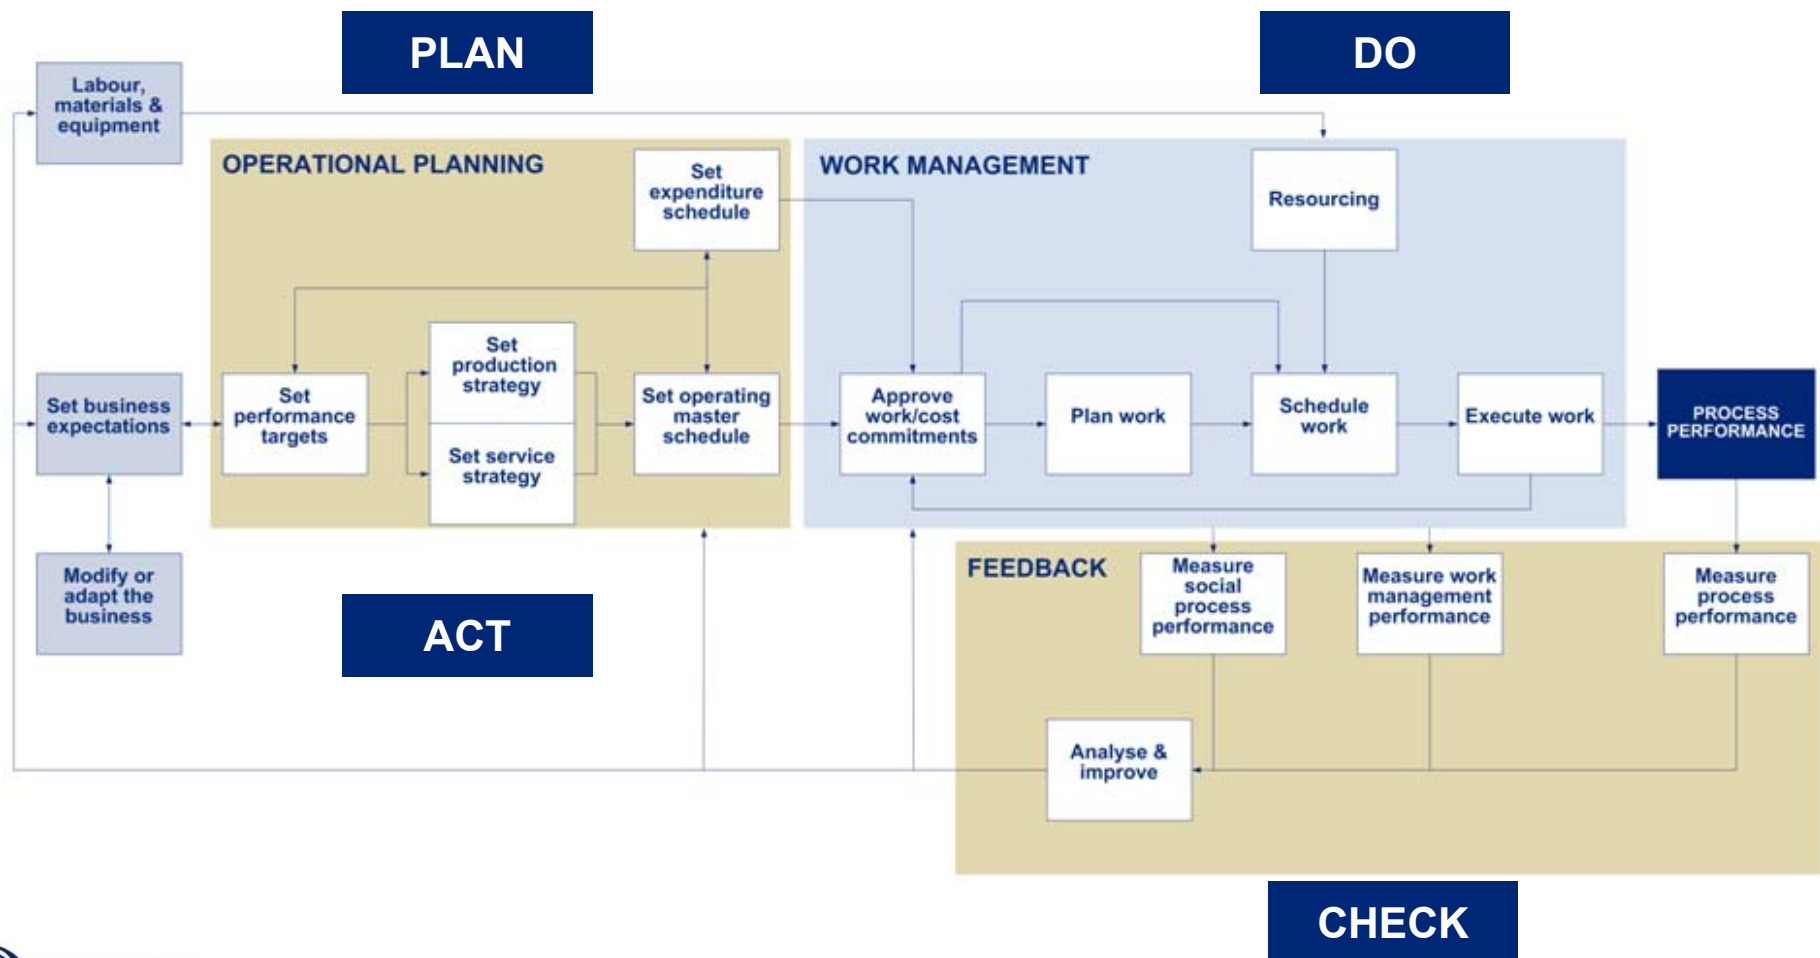 PLAN
DO
Labour,
materials &
equipment
OPERATIONAL PLANNING
Set
expenditure
schedule
WORK MANAGEMENT
Resourcing
Set business
expectations
Set
performance
targets
Set
production
strategy
Set service
strategy
Set operating
master
schedule
Approve
work/cost
commitments
Plan work
Schedule
work
Execute work
PROCESS
PERFORMANCE
Modify or
adapt the
business
ACT
FEEDBACK
Measure
social
process
performance
Measure work
management
performance
Measure
process
performance
Analyse &
improve
CHECK